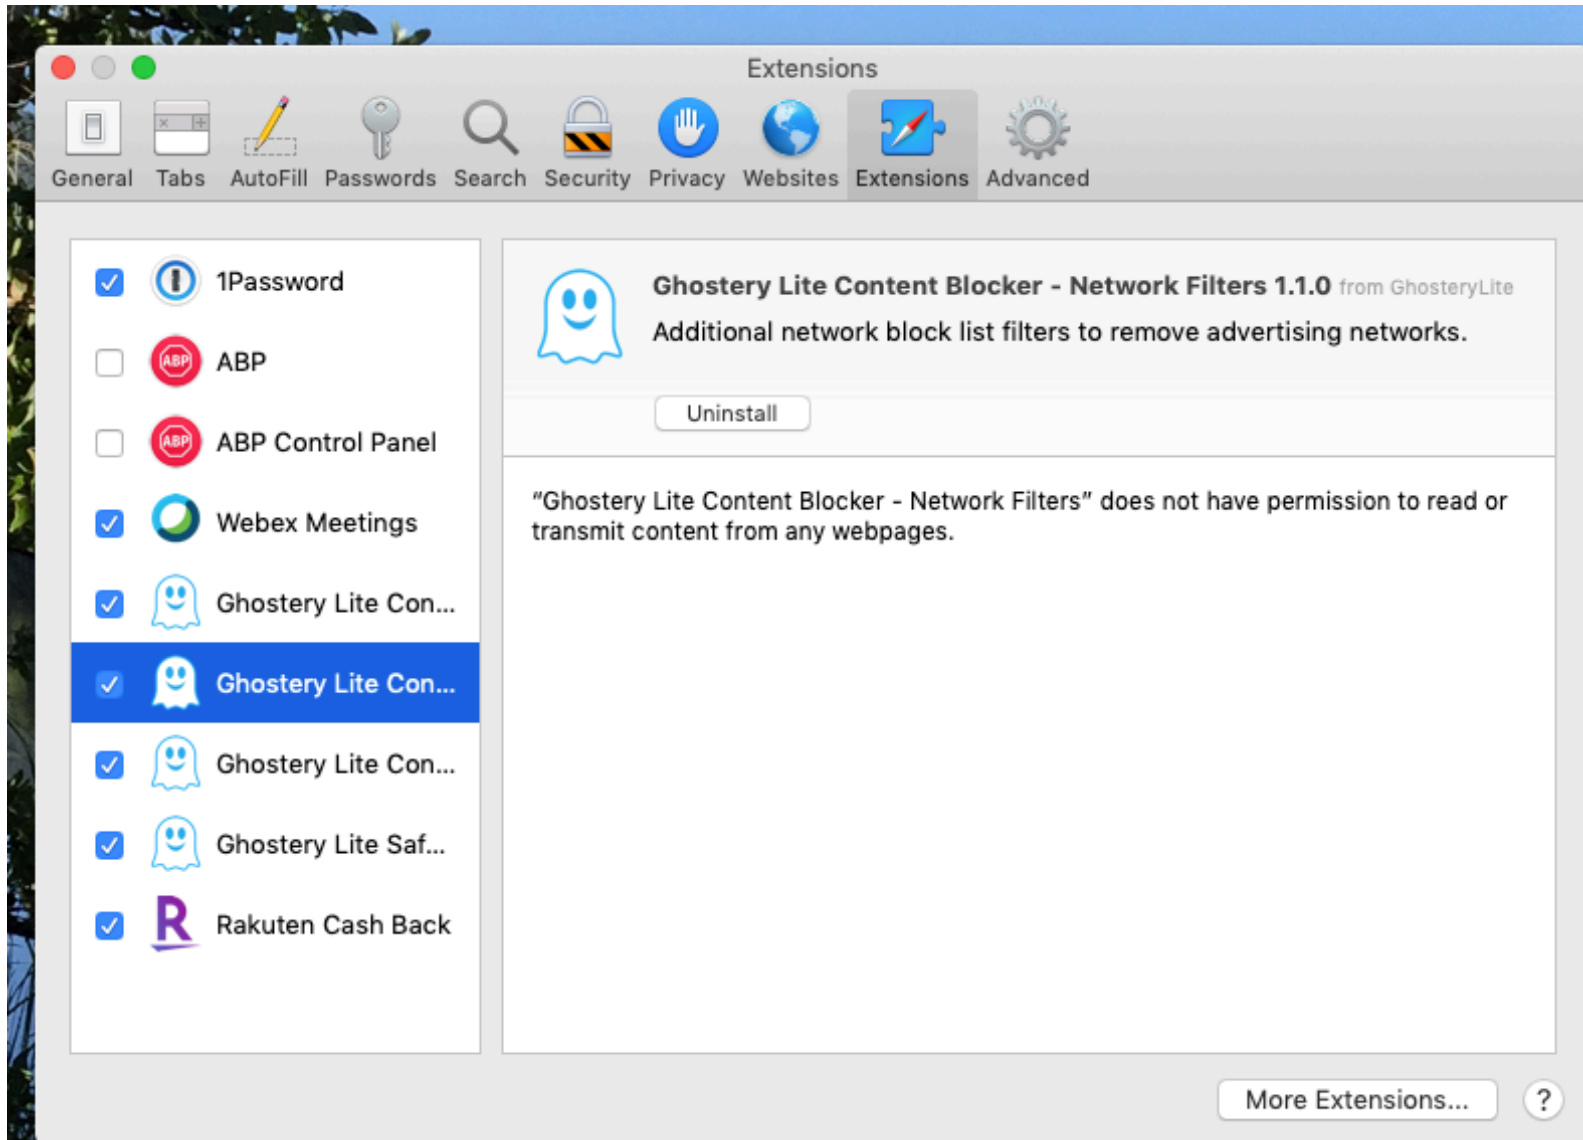 Extensions
General Tabs AutoFill Passwords Search Security Privacy Websites Extensions Advanced
1Password
ABP
ABP
ABP
ABP Control Panel
Webex Meetings
Ghostery Lite Con...
Ghostery Lite Con...
Ghostery Lite Con...
Ghostery Lite Saf...
R
Rakuten Cash Back
Ghostery Lite Content Blocker - Network Filters 1.1.0 from GhosteryLite
Additional network block list filters to remove advertising networks.
Uninstall
“Ghostery Lite Content Blocker - Network Filters” does not have permission to read or
transmit content from any webpages.
More Extensions...
?